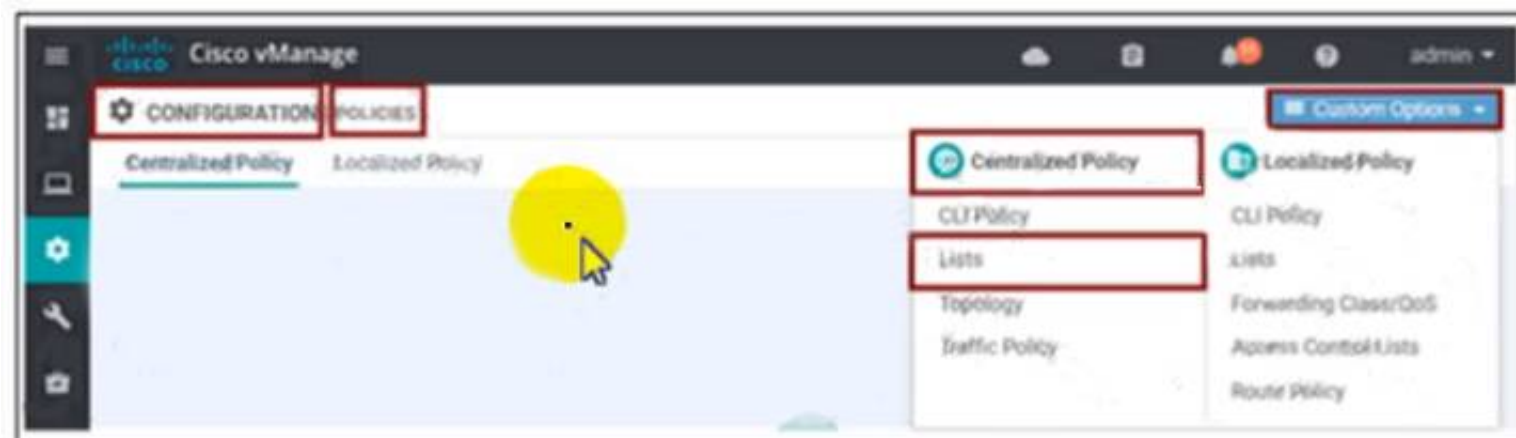 cisco Cisco vManage admin
CONFIGURATION POLICIES Custom Options
Centralized Policy Localized Policy
Centralized Policy Localized Policy
CLI Policy CLI Policy
Lists Lists
Topology Forwarding Class/QoS
Traffic Policy Access Control Lists
Route Policy